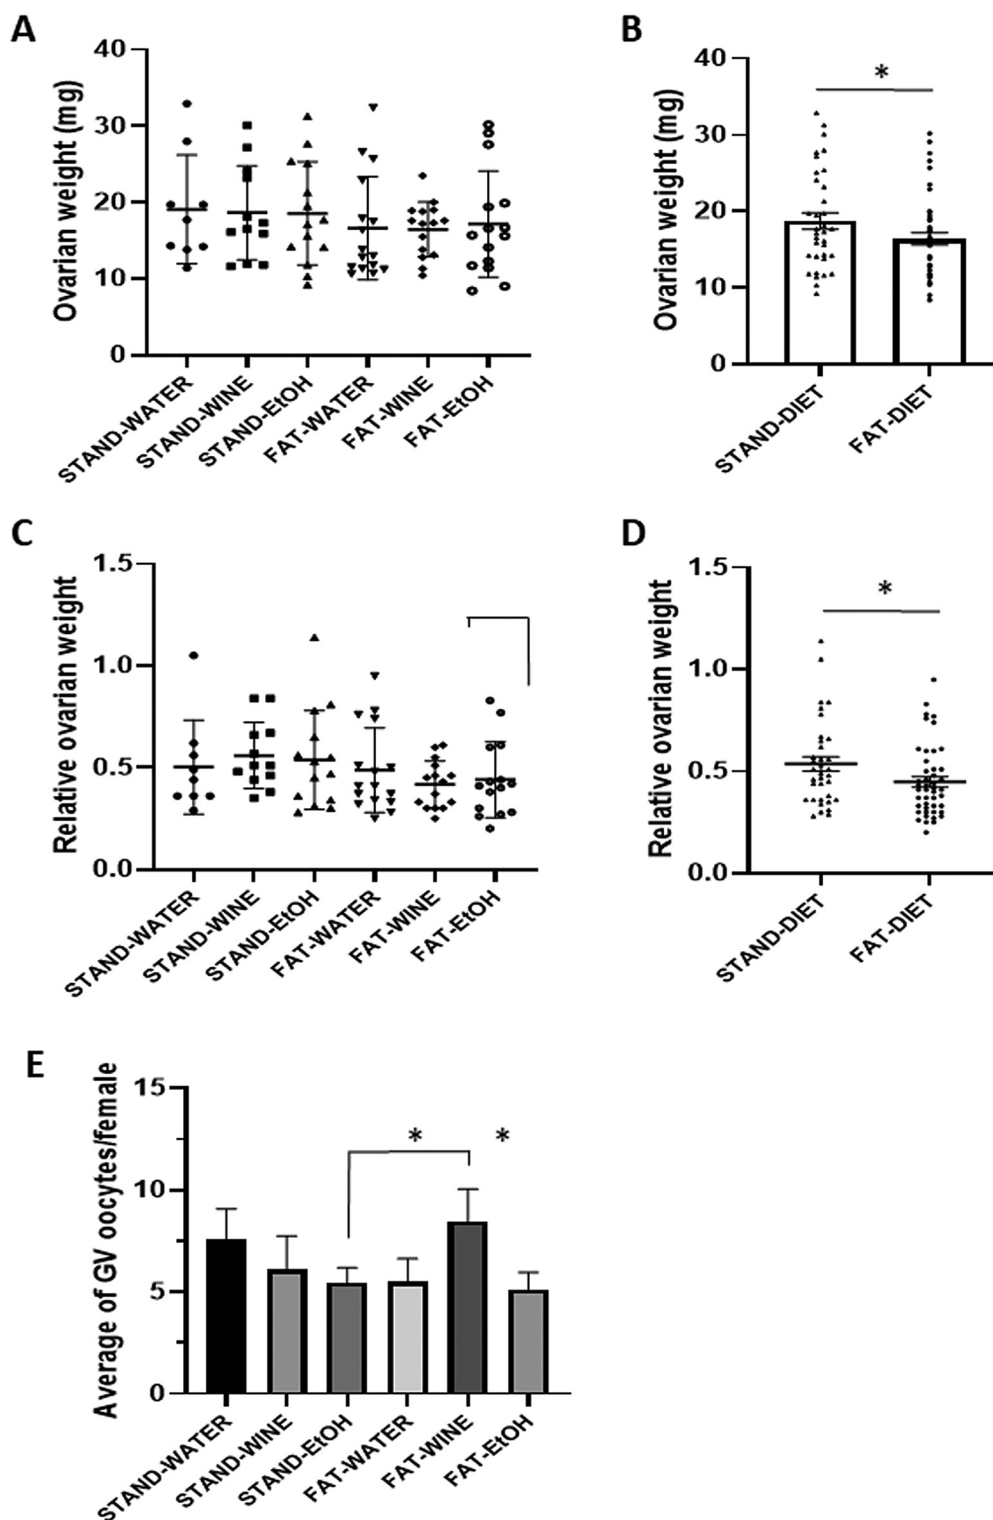 A
Ovarian weight (mg)
40
30
20
10
0
STAND-WATER
STAND-WINE
STAND-EtOH
FAT-WATER
FAT-WINE
FAT-EtOH
B
Ovarian weight (mg)
40
30
20
10
0
*
STAND-DIET
FAT-DIET
C
Relative ovarian weight
1.5
1.0
0.5
0.0
STAND-WATER
STAND-WINE
STAND-EtOH
FAT-WATER
FAT-WINE
FAT-EtOH
D
Relative ovarian weight
1.5
1.0
0.5
0.0
*
STAND-DIET
FAT-DIET
E
Average of GV oocytes/female
15
10
5
0
*
*
STAND-WATER
STAND-WINE
STAND-EtOH
FAT-WATER
FAT-WINE
FAT-EtOH